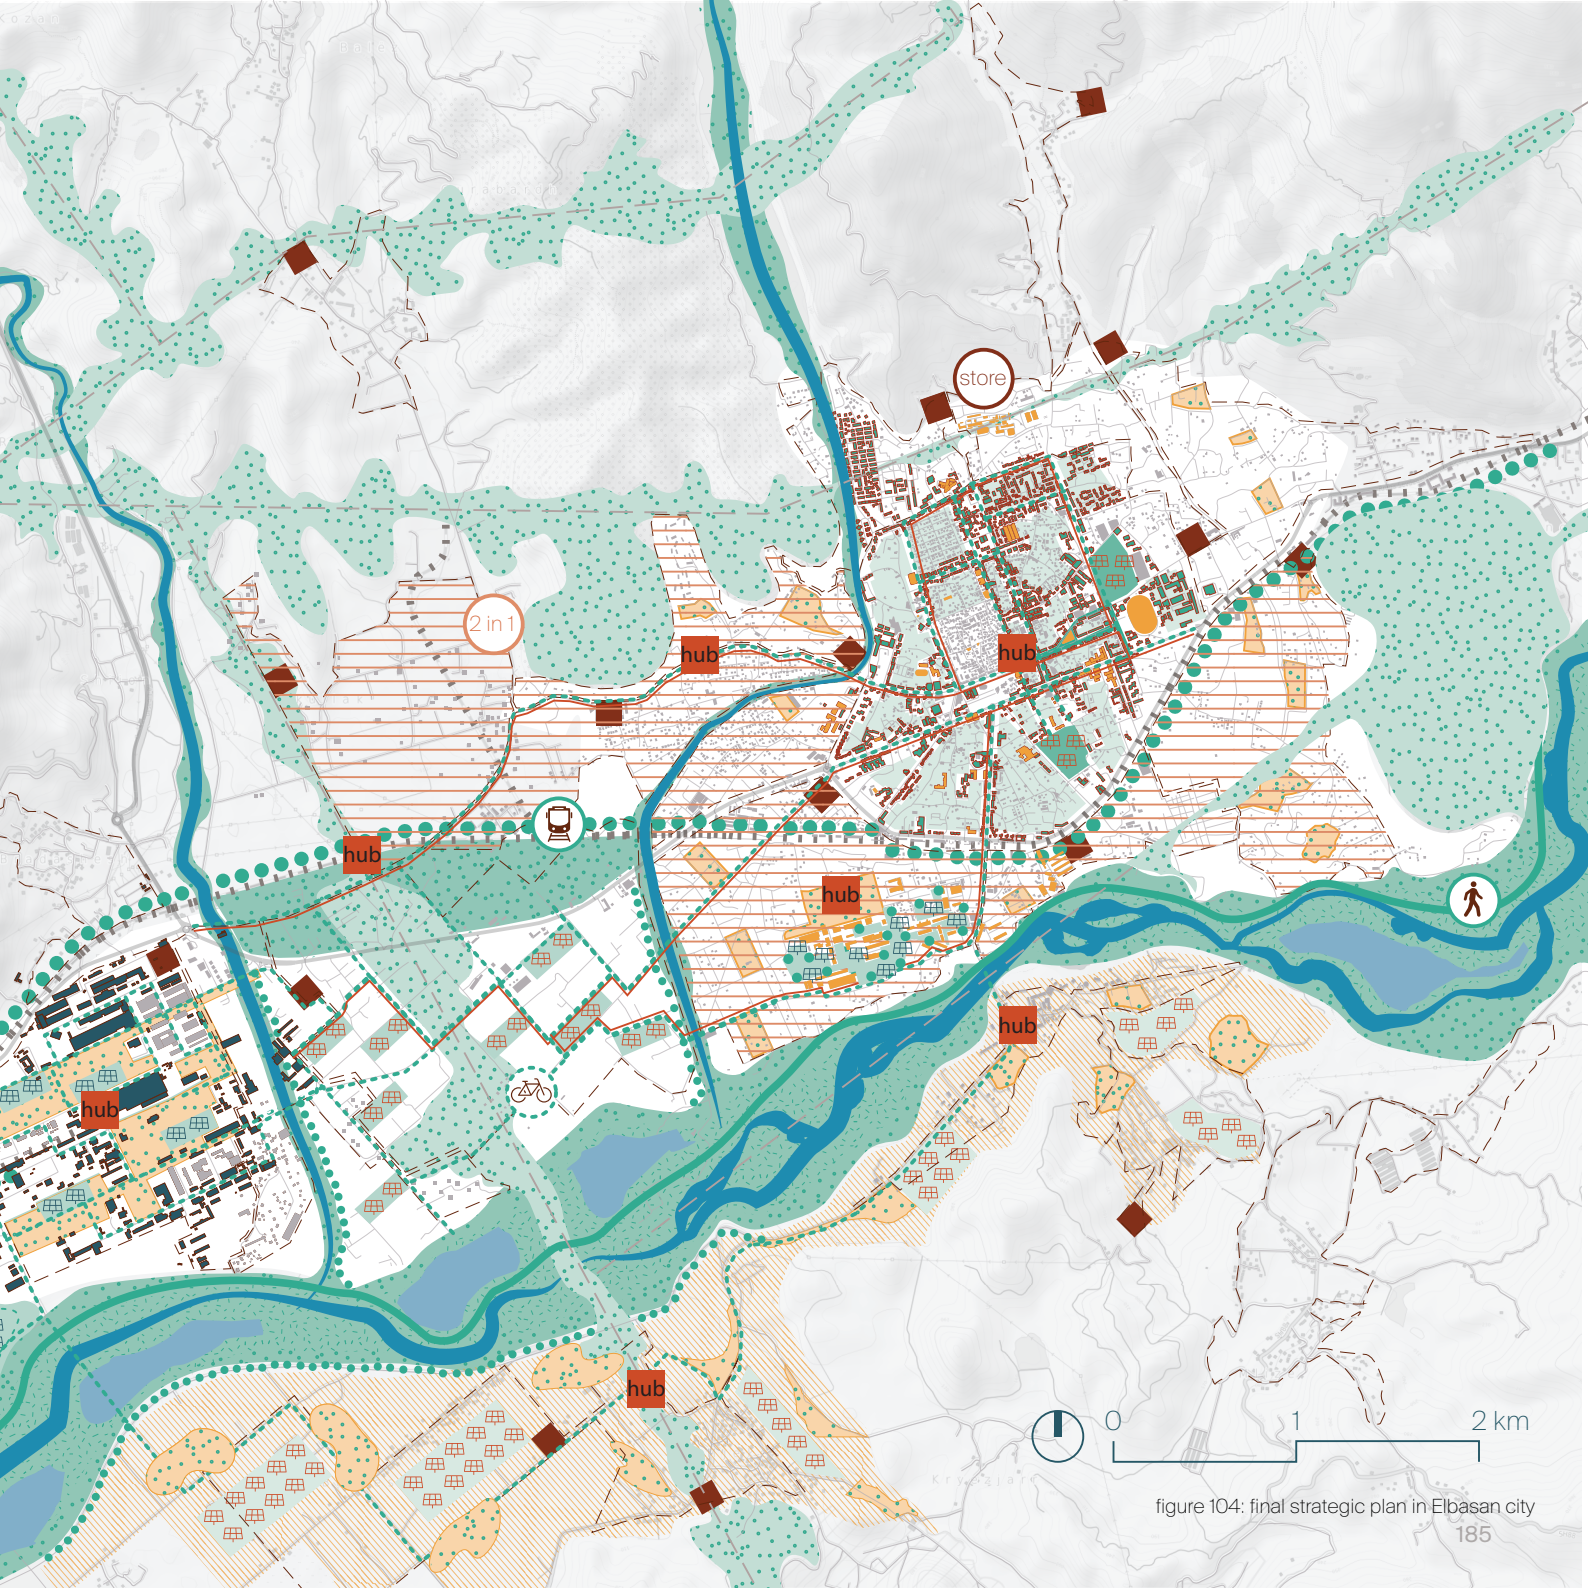 store
2 in 1
hub
hub
hub
hub
hub
hub
hub
0 1 2 km
figure 104: final strategic plan in Elbasan city
185